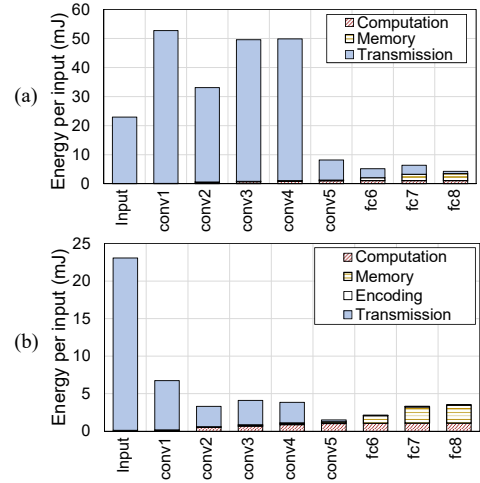 (a)
Energy per input (mJ)
60
50
40
30
20
10
0
Computation
Memory
Transmission
Input
conv1
conv2
conv3
conv4
conv5
fc6
fc7
fc8
(b)
Energy per input (mJ)
25
20
15
10
5
0
Computation
Memory
Encoding
Transmission
Input
conv1
conv2
conv3
conv4
conv5
fc6
fc7
fc8